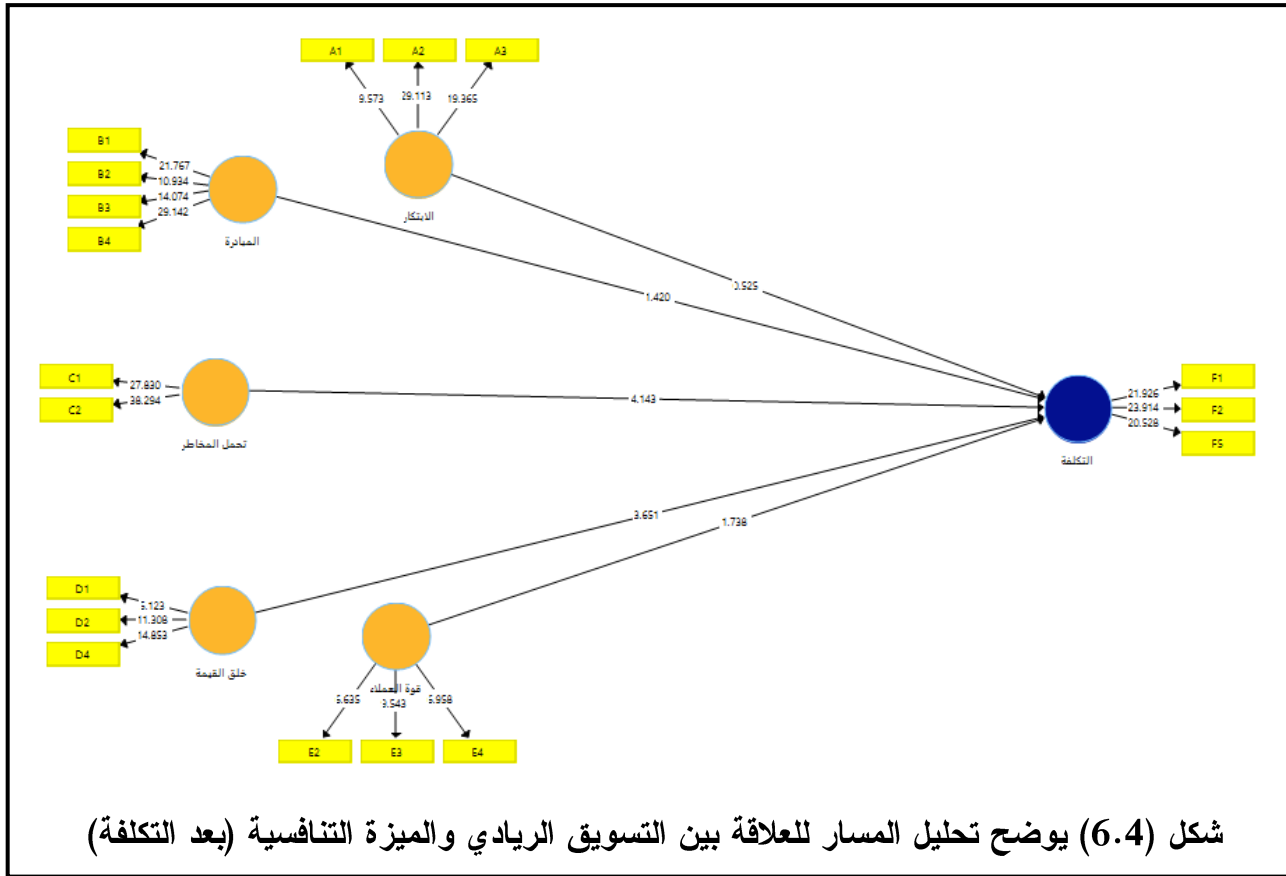 A1 A2 A3
9.573 29.113 19.365
الابتكار
B1
B2
B3
B4
21.767
10.934
14.074
29.142
المبادرة
0.525
1.420
C1
C2
27.830
38.294
تحمل المخاطر
4.143
F1
F2
F5
21.926
23.914
20.528
التكلفة
3.651
1.738
D1
D2
D4
11.308
14.853
خلق القيمة
قوة العملاء
9.543
E2 E3 E4
شكل (6.4) يوضح تحليل المسار للعلاقة بين التسويق الريادي والميزة التنافسية (بعد التكلفة)